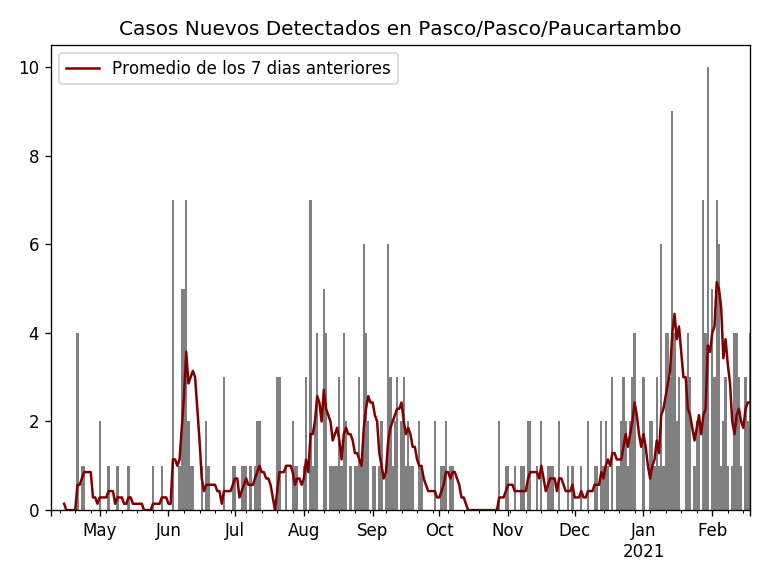 Casos Nuevos Detectados en Pasco/Pasco/Paucartambo
Promedio de los 7 dias anteriores
10
8
6
4
2
0
May Jun Jul Aug Sep Oct Nov Dec Jan Feb
2021